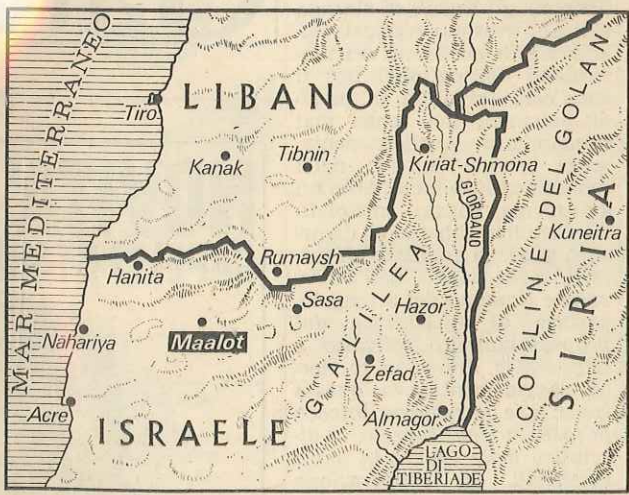 MAR MEDITERRANEO
Tiro
LIBANO
Kanak
Tibnin
Kiriat-Shmona
GIORDANO
COLLINE DEL GOLAN
SIRIA
Kuneitra
Hanita
Rumaysh
Sasa
Hazor
GALILEA
Nahariya
Maalot
Zefad
Acre
Almagor
ISRAELE
LAGO
DI
TIBERIADE